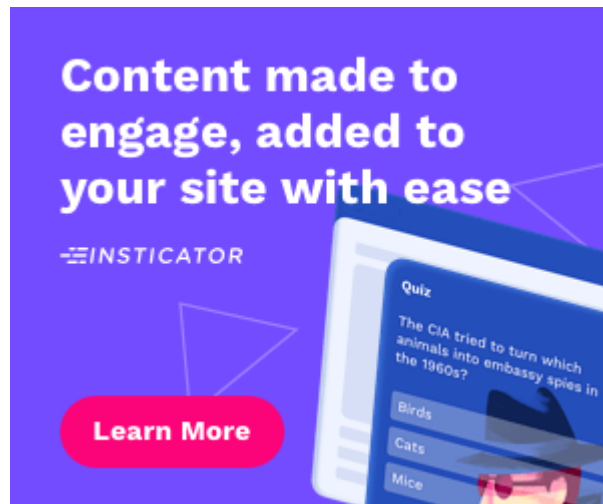 Content made to
engage, added to
your site with ease
INSTICATOR
Quiz
The CIA tried to turn which
animals into embassy spies in
the 1960s?
Birds
Cats
Mice
Learn More